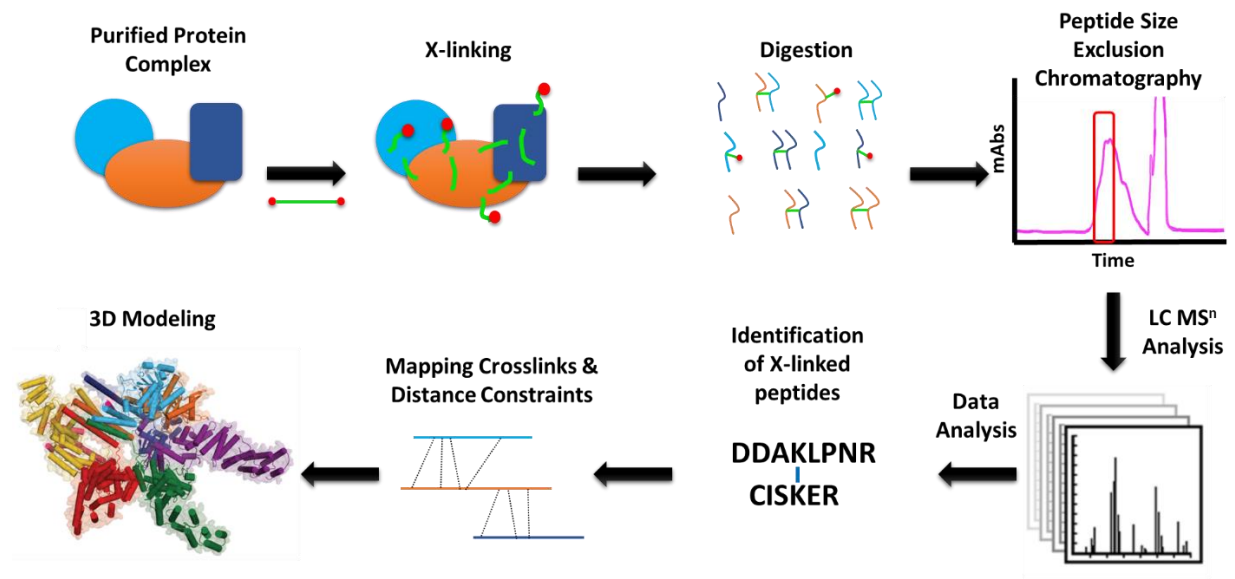 Purified Protein
Complex
X-linking
Digestion
Peptide Size
Exclusion
Chromatography
mAbs
Time
LC MSⁿ
Analysis
Data
Analysis
Identification
of X-linked
peptides
DDAKLPNR
CISKER
Mapping Crosslinks &
Distance Constraints
3D Modeling